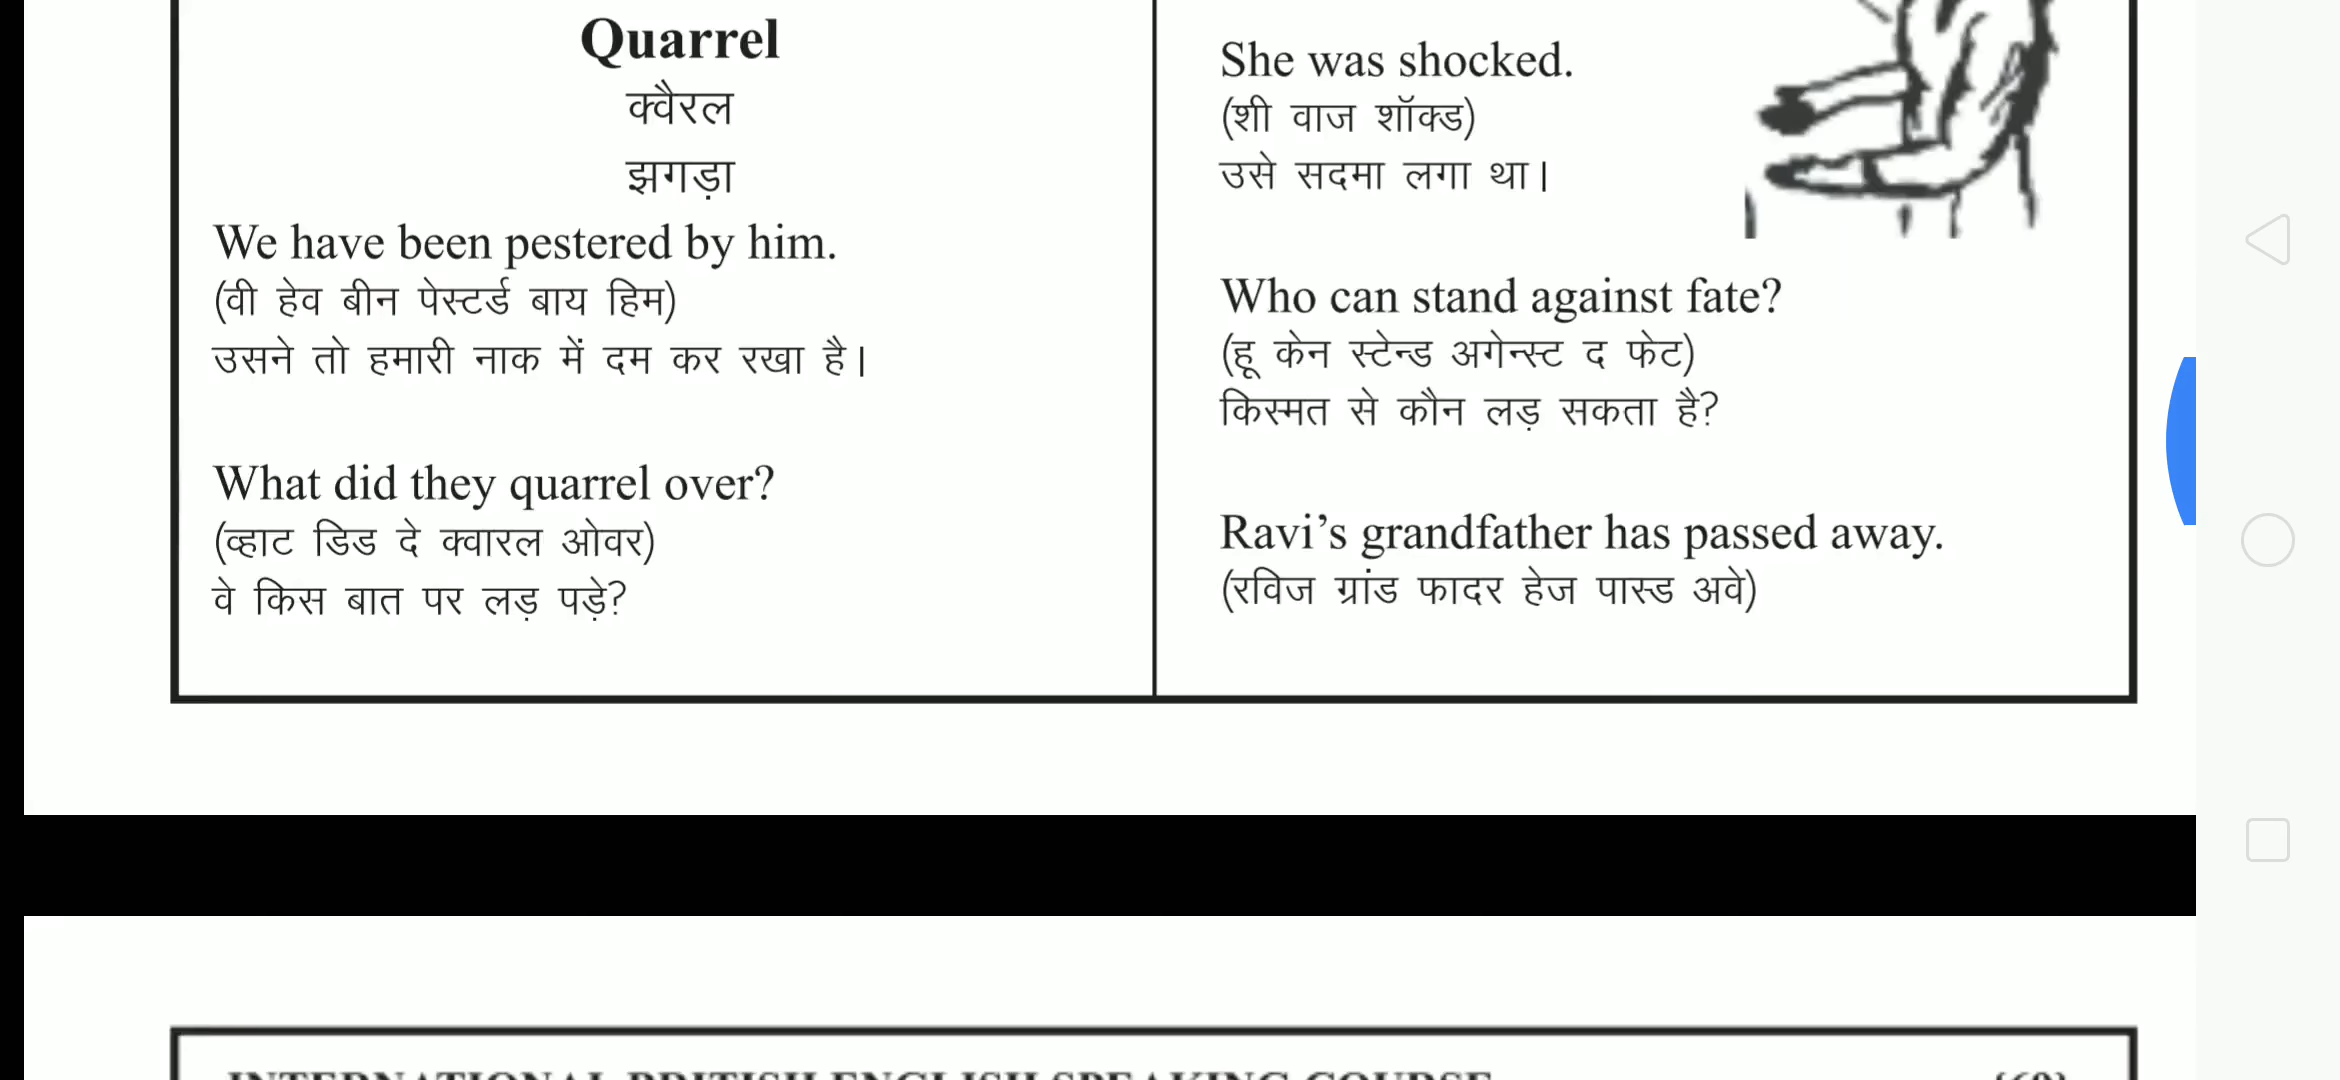 Quarrel
क्वैरल
झगड़ा
We have been pestered by him.
(वी हेव बीन पेस्टर्ड बाय हिम)
उसने तो हमारी नाक में दम कर रखा है।
What did they quarrel over?
(व्हाट डिड दे क्वारल ओवर)
वे किस बात पर लड़ पड़े?
She was shocked.
(शी वाज शॉक्ड)
उसे सदमा लगा था।
Who can stand against fate?
(हू केन स्टेन्ड अगेन्स्ट द फेट)
किस्मत से कौन लड़ सकता है?
Ravi’s grandfather has passed away.
(रविज ग्रांड फादर हेज पास्ड अवे)
INTERNATIONAL BRITISH ENGLISH SPEAKING COURSE